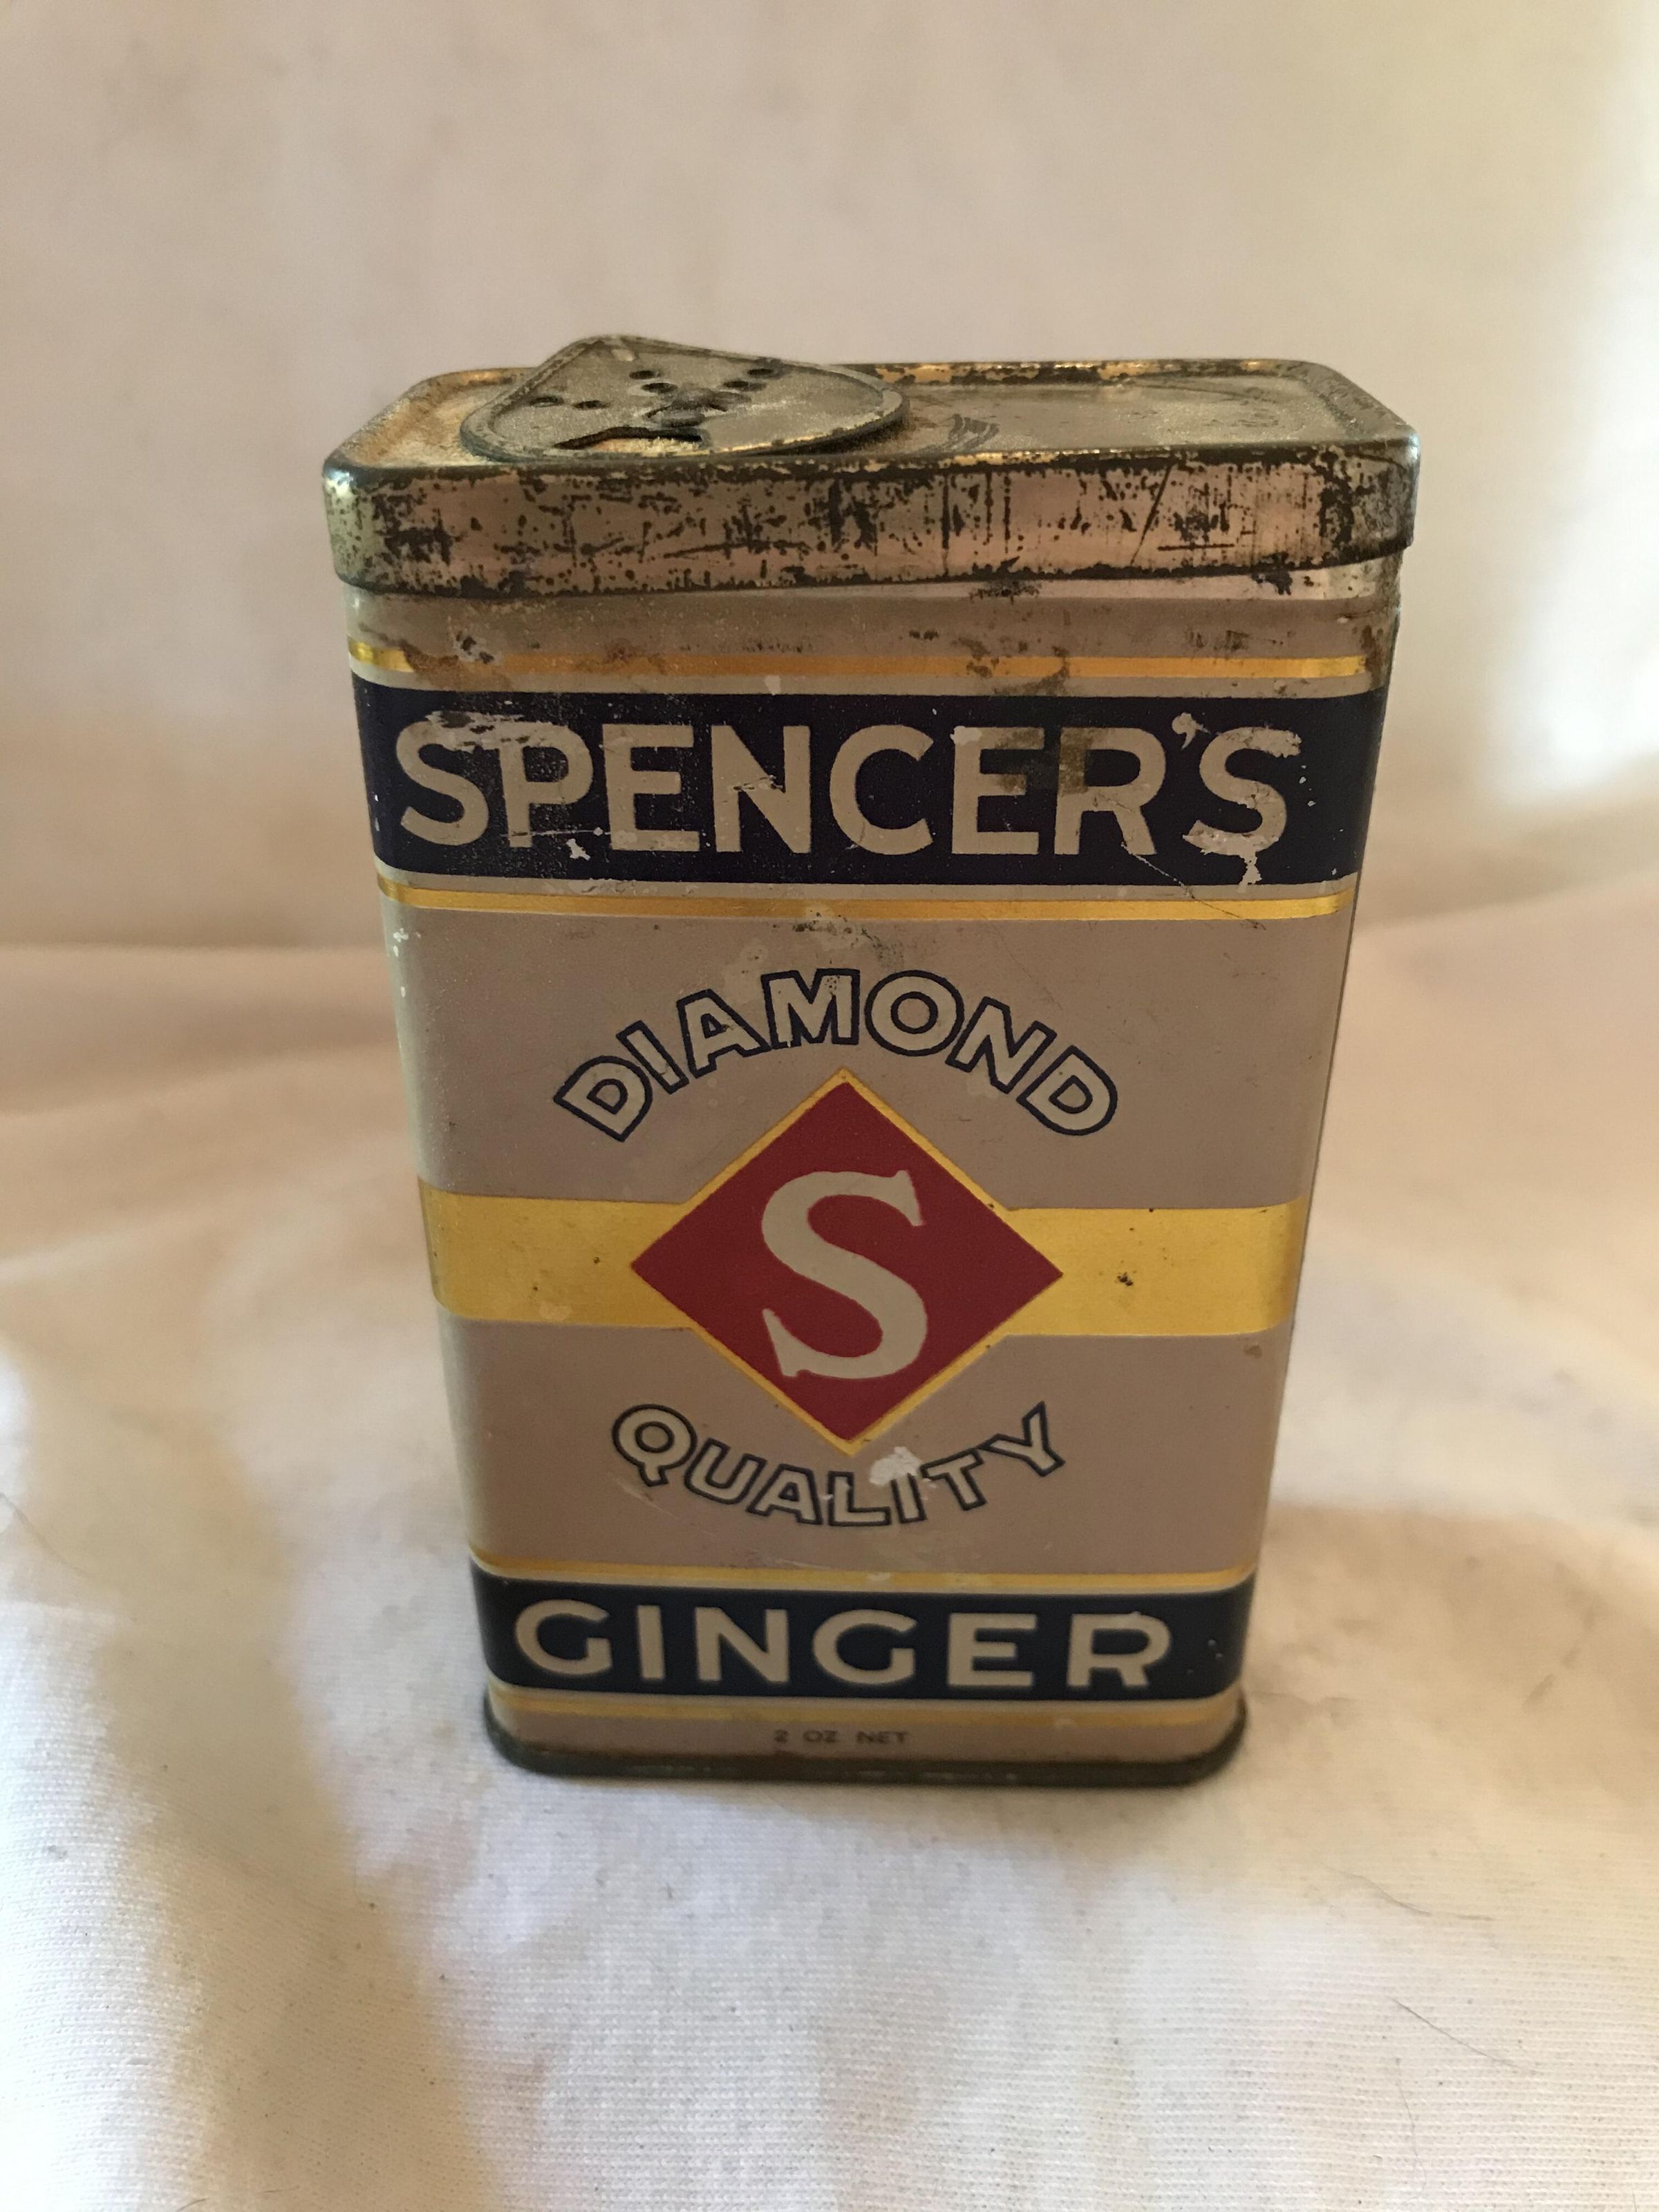 SPENCER'S
DIAMOND
S
QUALITY
GINGER
2 OZ NET